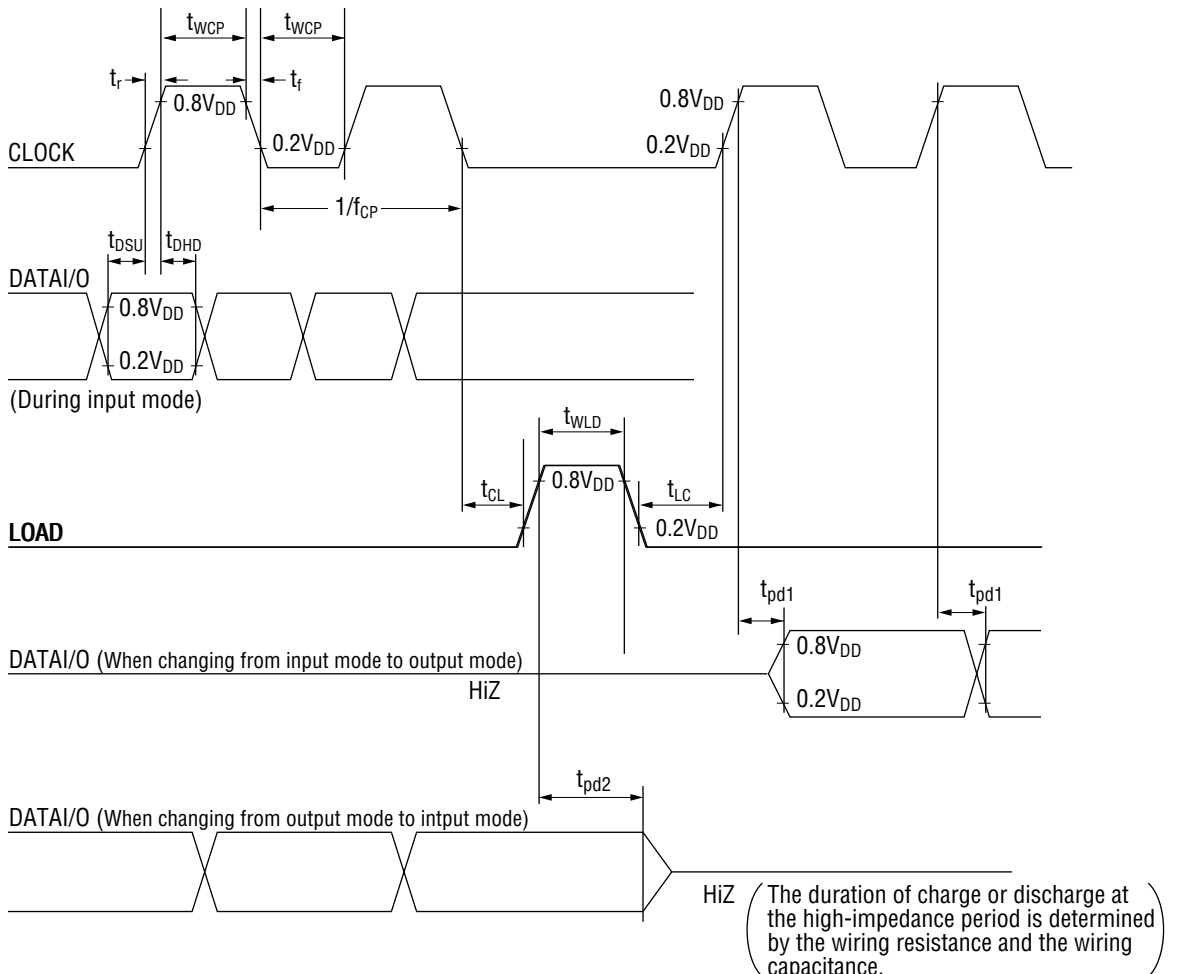 tWCP tWCP
tr tf
0.8VDD 0.8VDD
CLOCK 0.2VDD 0.2VDD
1/fCP
tDSU tDHD
DATAI/O
0.8VDD
0.2VDD
(During input mode)
tWLD
tCL 0.8VDD tLC
LOAD 0.2VDD
tpd1 tpd1
DATAI/O (When changing from input mode to output mode) 0.8VDD
HiZ 0.2VDD
tpd2
DATAI/O (When changing from output mode to intput mode)
HiZ (The duration of charge or discharge at
the high-impedance period is determined
by the wiring resistance and the wiring
capacitance.)